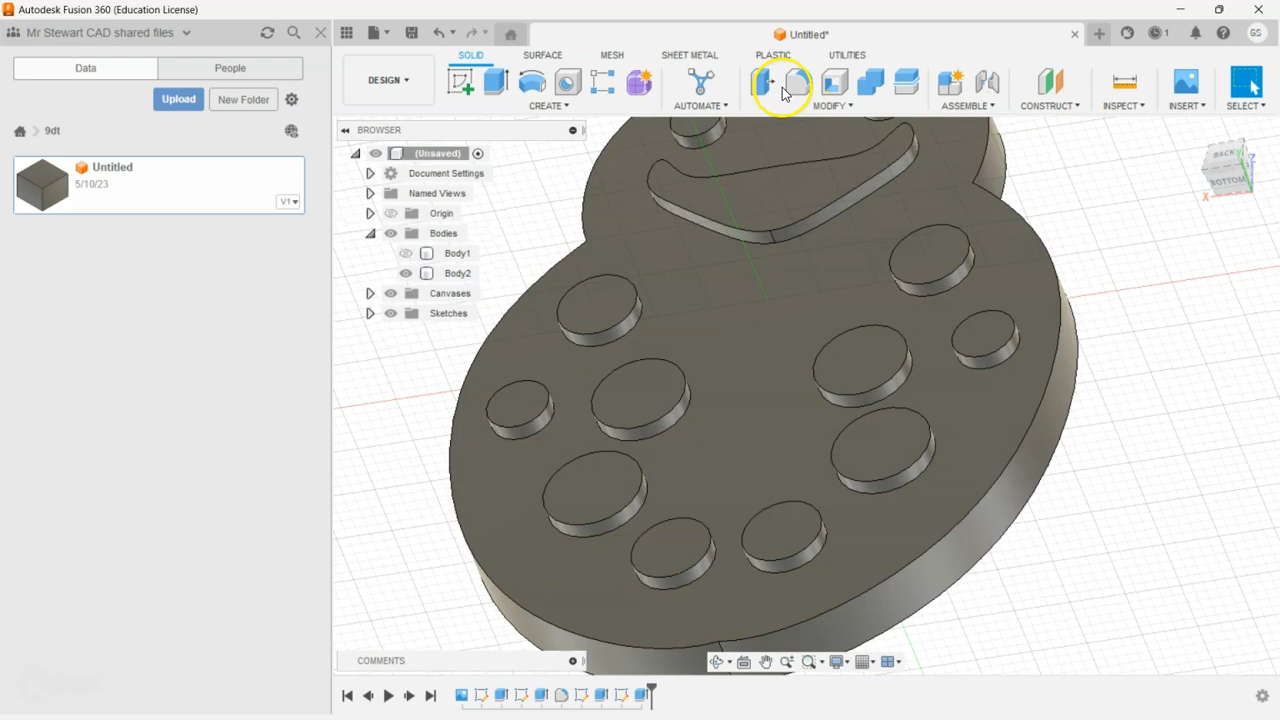 Autodesk Fusion 360 (Education License)
Mr Stewart CAD shared files
Untitled*
GS
Data
People
Upload
New Folder
9dt
Untitled
5/10/23
V1
DESIGN
SOLID
SURFACE
MESH
SHEET METAL
PLASTIC
UTILITIES
CREATE
AUTOMATE
MODIFY
ASSEMBLE
CONSTRUCT
INSPECT
INSERT
SELECT
BROWSER
(Unsaved)
Document Settings
Named Views
Origin
Bodies
Body1
Body2
Canvases
Sketches
BACK
BOTTOM
Z
X
COMMENTS